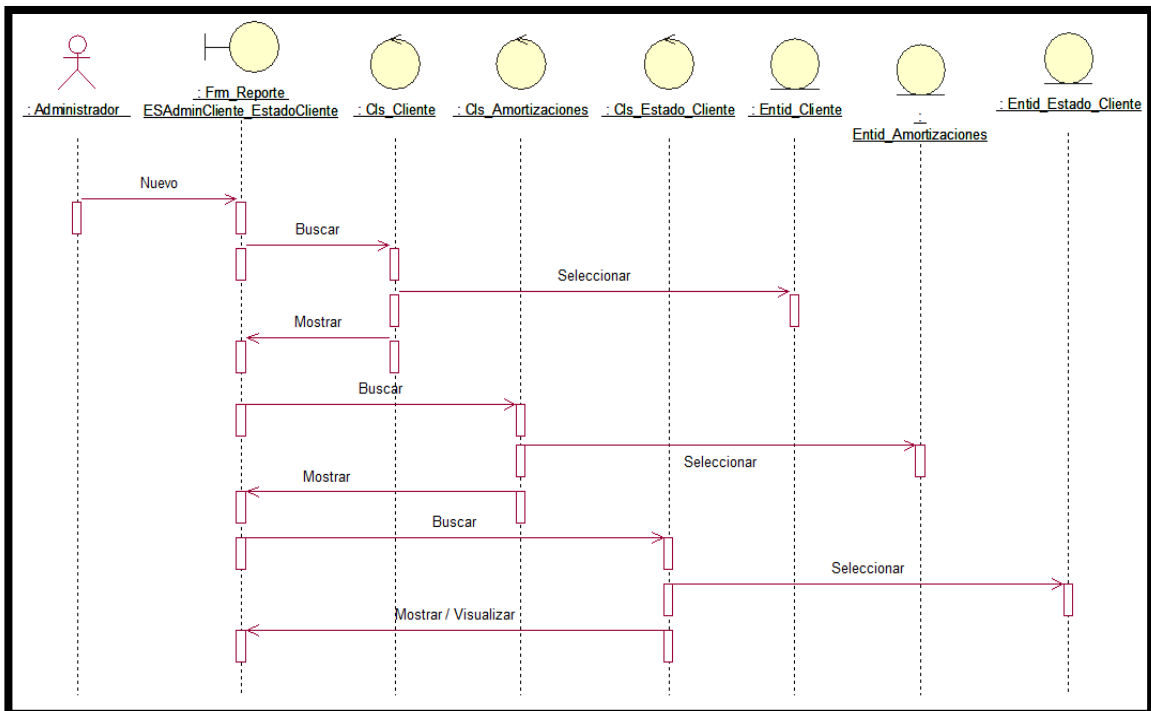 : Administrador
: Frm_Reporte
ESAdminCliente_EstadoCliente
: Cls_Cliente
: Cls_Amortizaciones
: Cls_Estado_Cliente
: Entid_Cliente
:
Entid_Amortizaciones
: Entid_Estado_Cliente
Nuevo
Buscar
Seleccionar
Mostrar
Buscar
Seleccionar
Mostrar
Buscar
Seleccionar
Mostrar / Visualizar